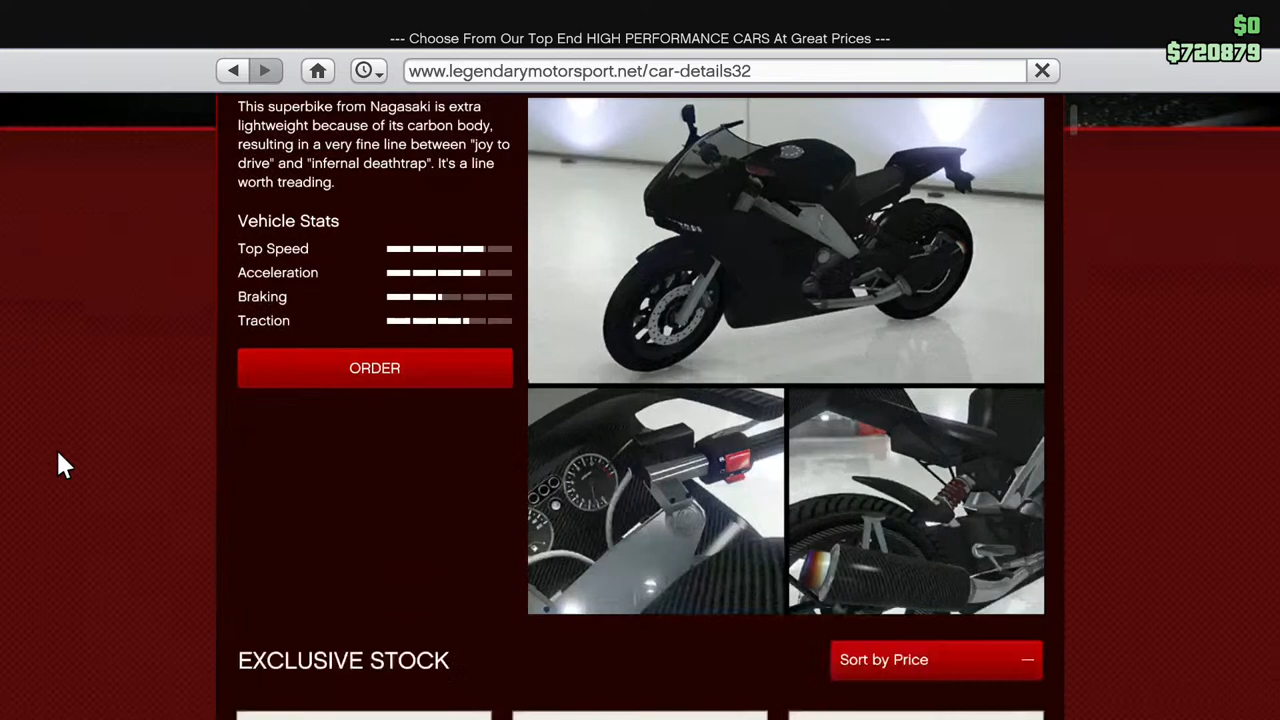 $0
$720879
--- Choose From Our Top End HIGH PERFORMANCE CARS At Great Prices ---
www.legendarymotorsport.net/car-details32
This superbike from Nagasaki is extra
lightweight because of its carbon body,
resulting in a very fine line between "joy to
drive" and "infernal deathtrap". It's a line
worth treading.
Vehicle Stats
Top Speed
Acceleration
Braking
Traction
ORDER
EXCLUSIVE STOCK
Sort by Price